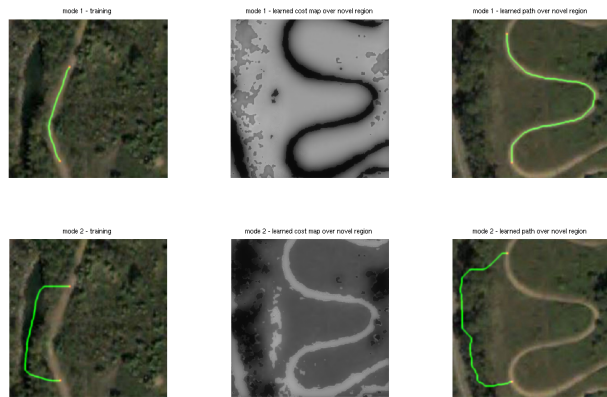 mode 1 - training
mode 1 - learned cost map over novel region
mode 1 - learned path over novel region
mode 2 - training
mode 2 - learned cost map over novel region
mode 2 - learned path over novel region